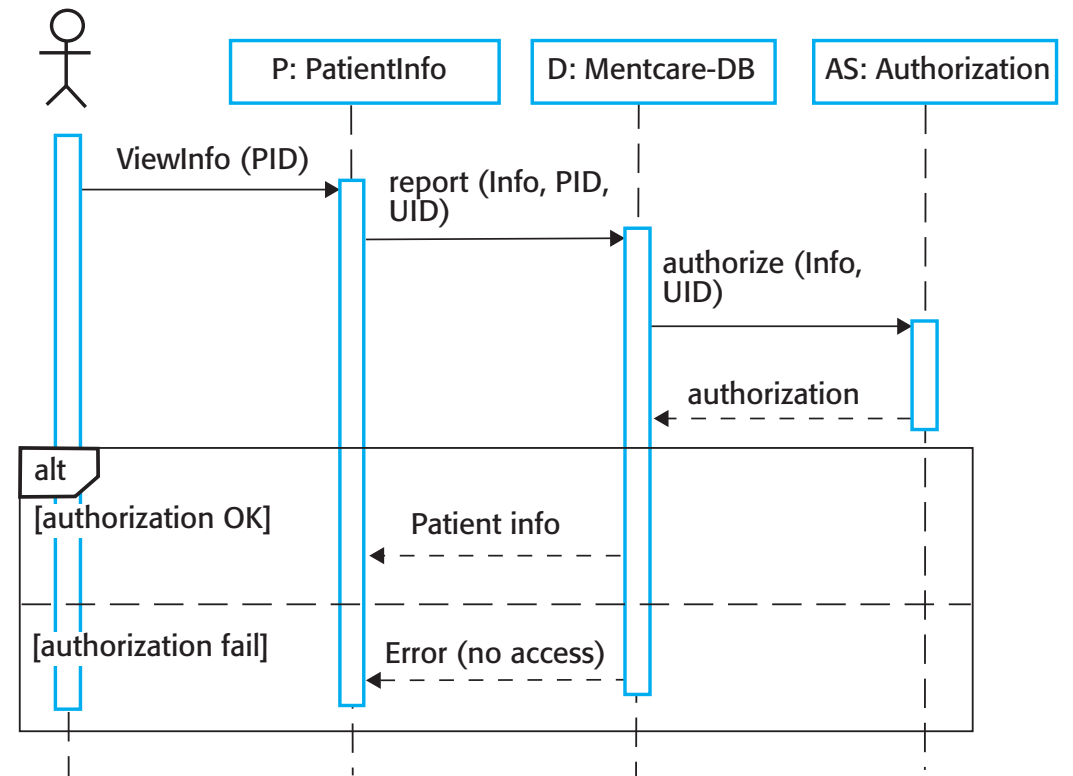 P: PatientInfo
D: Mentcare-DB
AS: Authorization
ViewInfo (PID)
report (Info, PID,
UID)
authorize (Info,
UID)
authorization
alt
[authorization OK]
Patient info
[authorization fail]
Error (no access)